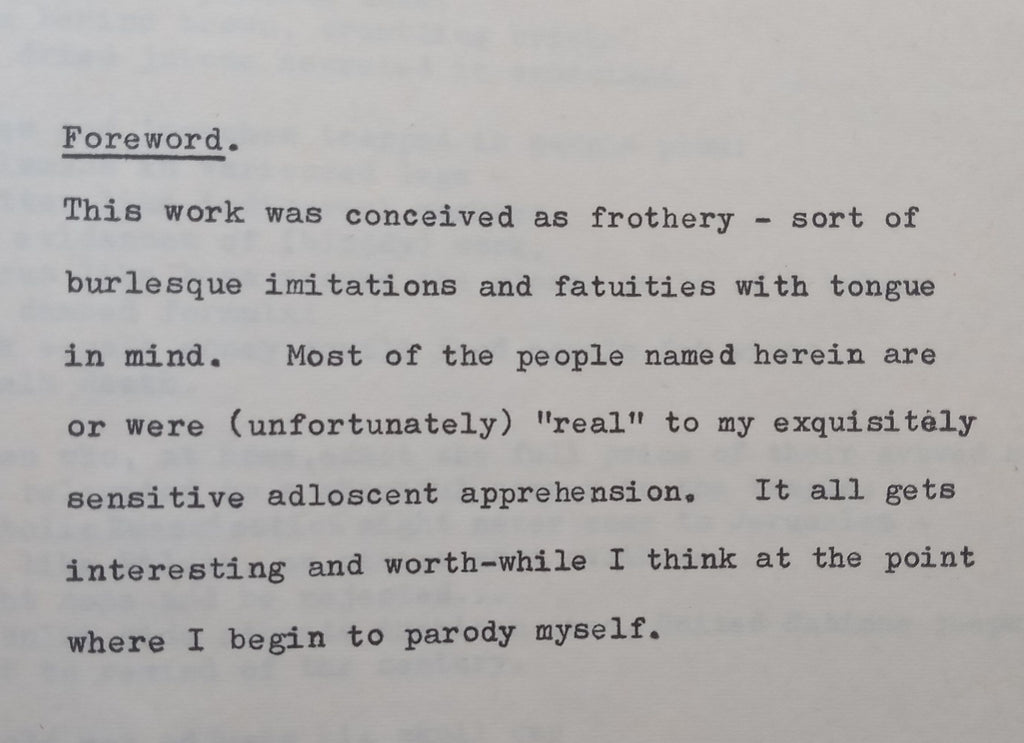 Foreword.
This work was conceived as frothery - sort of
burlesque imitations and fatuities with tongue
in mind. Most of the people named herein are
or were (unfortunately) "real" to my exquisitely
sensitive adloscent apprehension. It all gets
interesting and worth-while I think at the point
where I begin to parody myself.